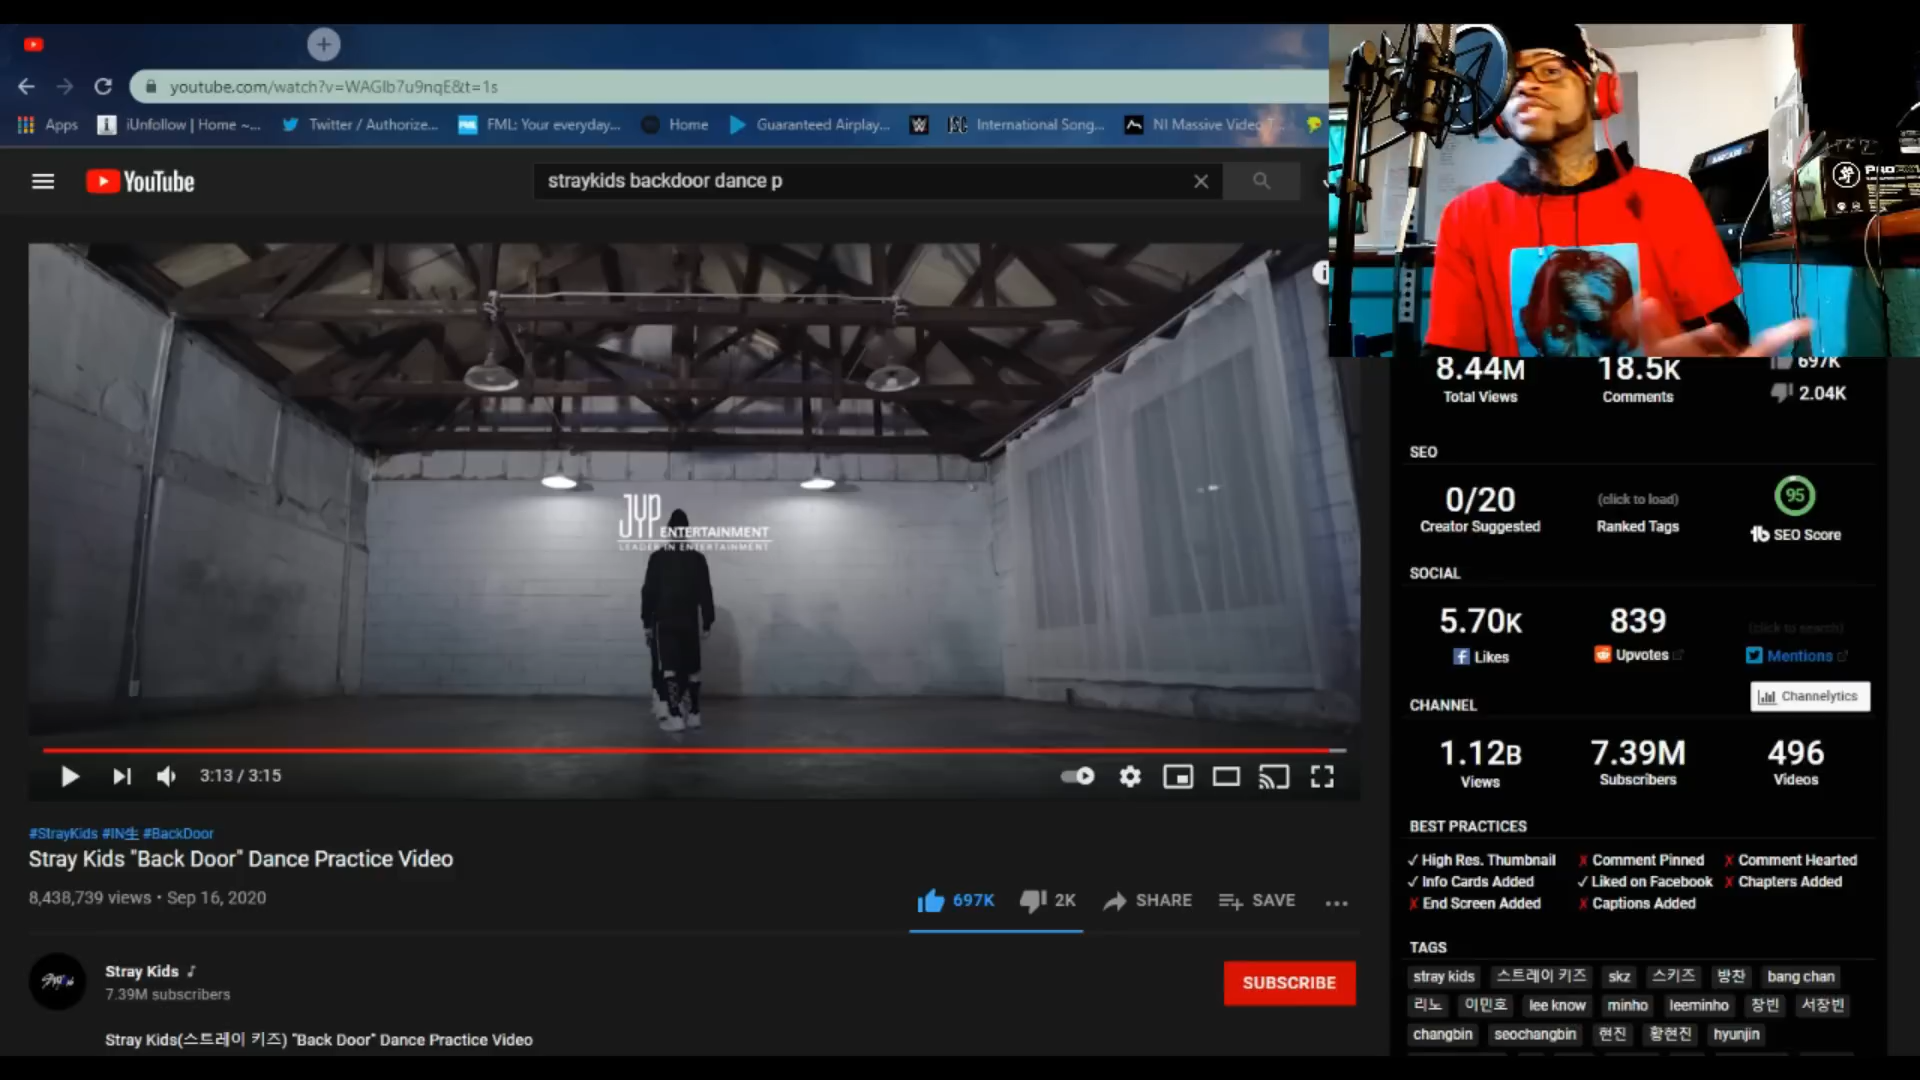 youtube.com/watch?v=WAGIb7u9nqE&t=1s
Apps iUnfollow | Home ~... Twitter / Authorize... FML: Your everyday... Home Guaranteed Airplay... International Song... NI Massive Video T...
YouTube
straykids backdoor dance p
JYP ENTERTAINMENT
LEADER IN ENTERTAINMENT
3:13 / 3:15
#StrayKids #IN生 #BackDoor
Stray Kids "Back Door" Dance Practice Video
8,438,739 views • Sep 16, 2020
697K 2K SHARE SAVE
Stray Kids
7.39M subscribers
SUBSCRIBE
Stray Kids(스트레이 키즈) "Back Door" Dance Practice Video
8.44M 18.5K 697K
Total Views Comments 2.04K
SEO
0/20 (click to load) 95
Creator Suggested Ranked Tags tb SEO Score
SOCIAL
5.70K 839 (click to search)
Likes Upvotes Mentions
CHANNEL Channelytics
1.12B 7.39M 496
Views Subscribers Videos
BEST PRACTICES
✓ High Res. Thumbnail ✗ Comment Pinned ✗ Comment Hearted
✓ Info Cards Added ✓ Liked on Facebook ✗ Chapters Added
✗ End Screen Added ✗ Captions Added
TAGS
stray kids 스트레이 키즈 skz 스키즈 방찬 bang chan
리노 이민호 lee know minho leeminho 창빈 서창빈
changbin seochangbin 현진 황현진 hyunjin